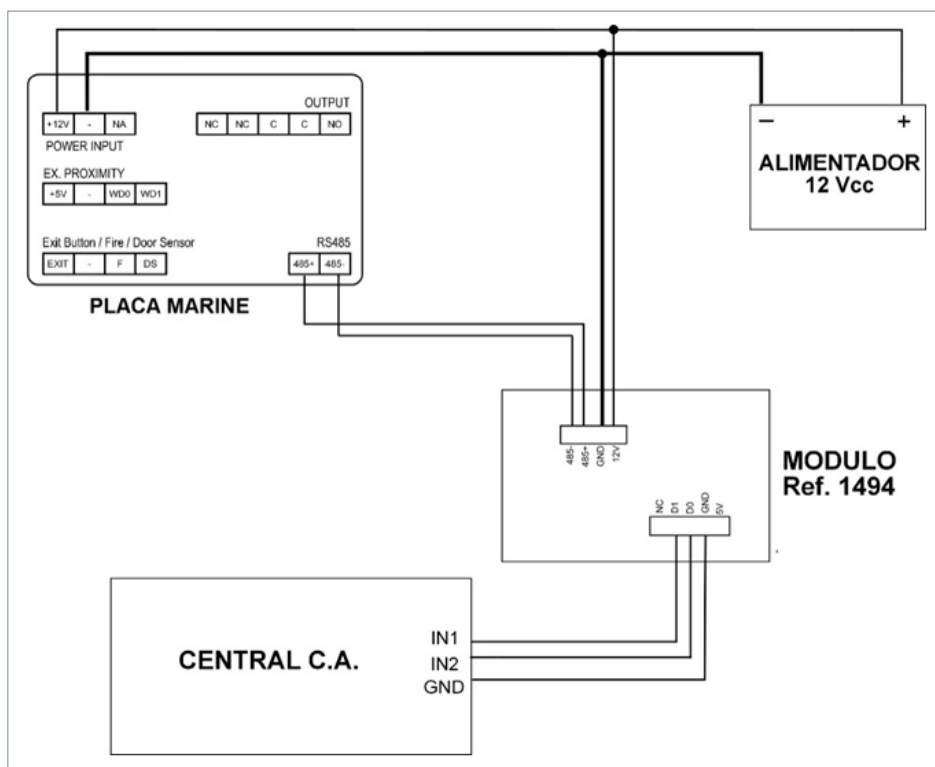 OUTPUT
+12V - NA NC NC C C NO
POWER INPUT
EX. PROXIMITY
+5V - WD0 WD1
Exit Button / Fire / Door Sensor RS485
EXIT - F DS 485+ 485-
PLACA MARINE
- +
ALIMENTADOR
12 Vcc
485- 485+ GND 12V
MODULO
Ref. 1494
NC D1 D0 GND 5V
CENTRAL C.A.
IN1
IN2
GND